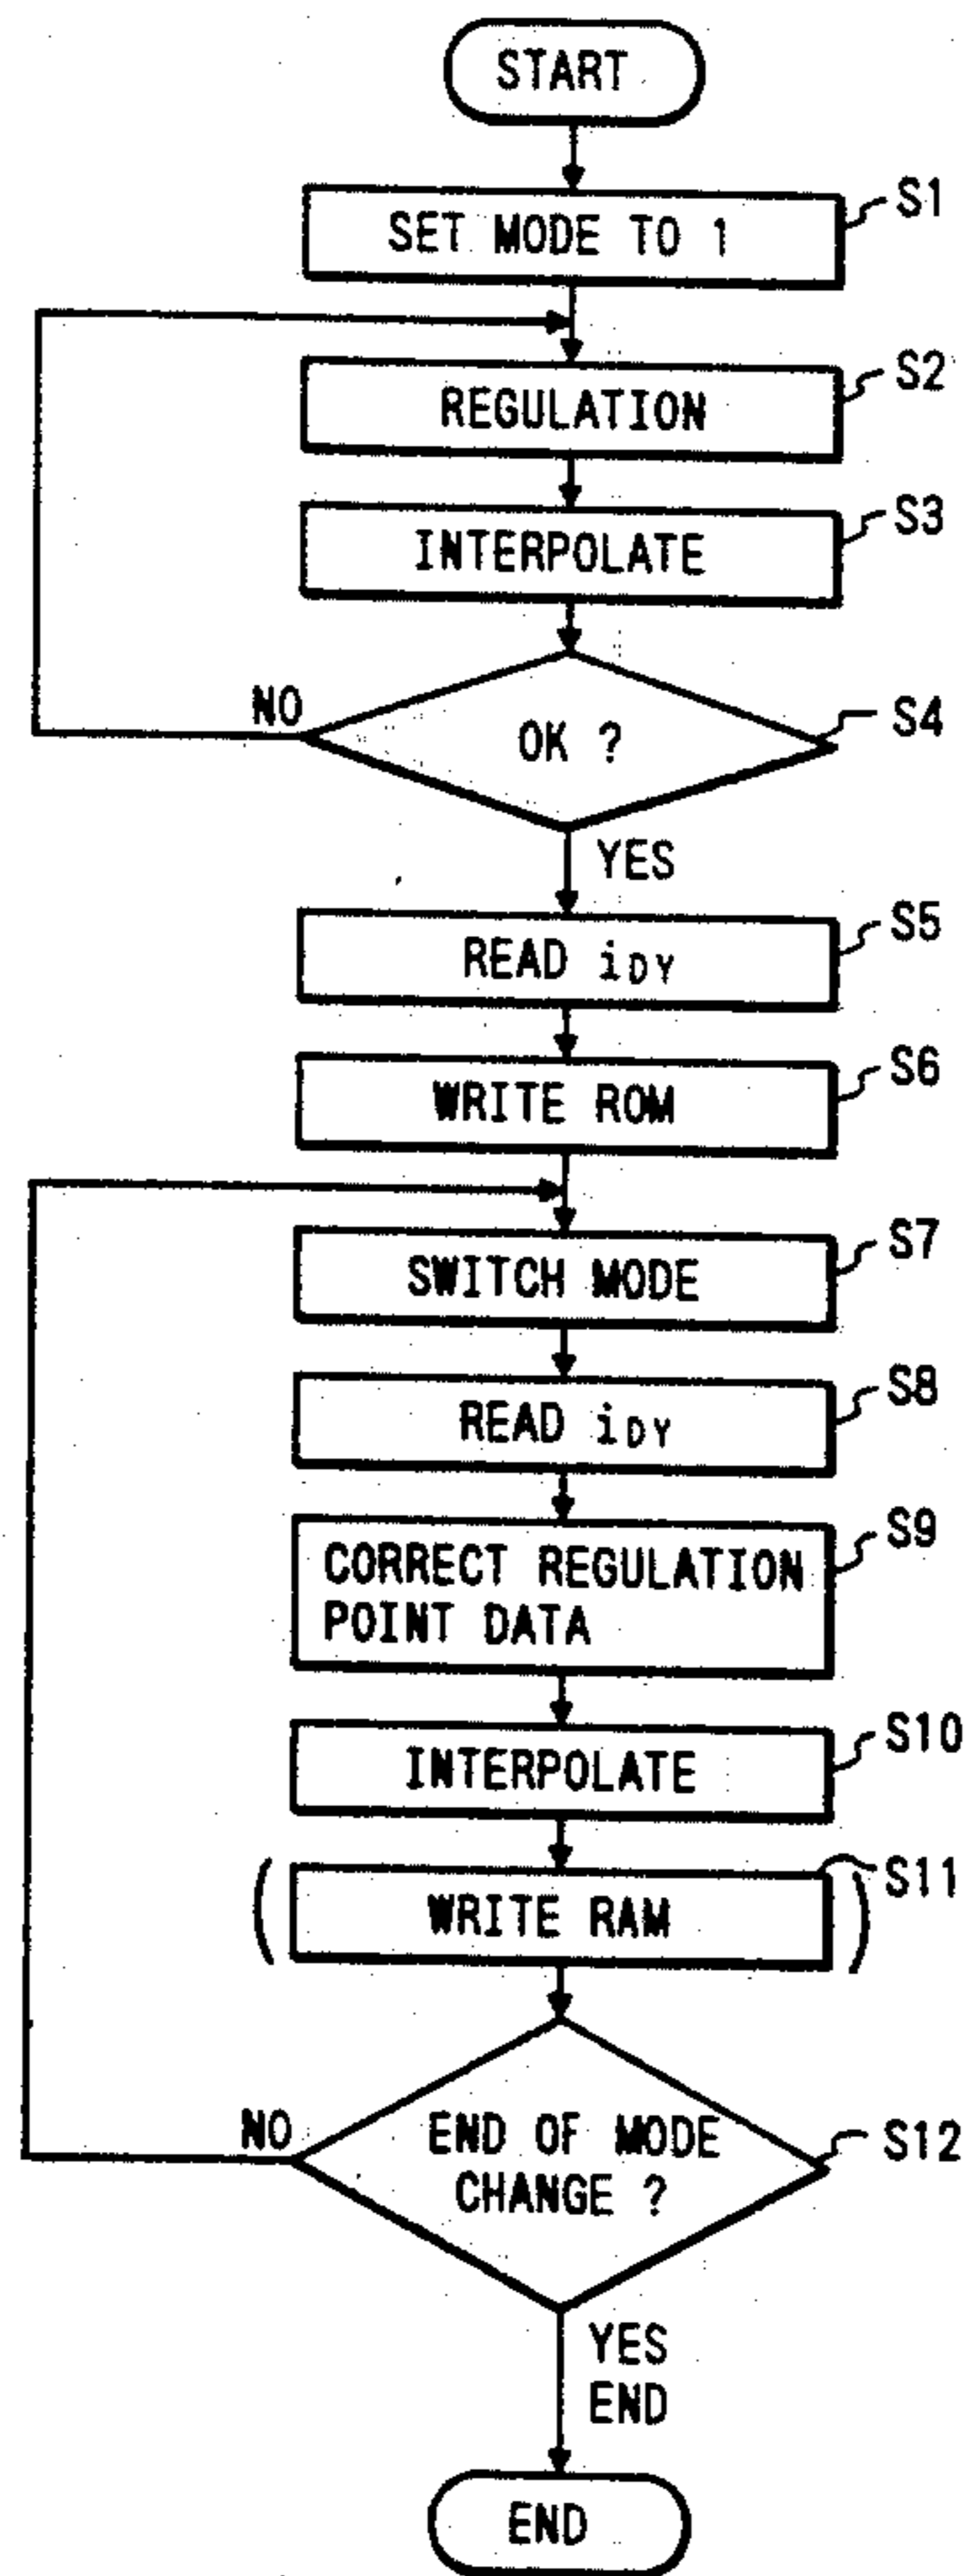 START
SET MODE TO 1
S1
REGULATION
S2
INTERPOLATE
S3
NO
OK ?
S4
YES
READ iDY
S5
WRITE ROM
S6
SWITCH MODE
S7
READ iDY
S8
CORRECT REGULATION
POINT DATA
S9
INTERPOLATE
S10
( WRITE RAM )
S11
NO
END OF MODE
CHANGE ?
S12
YES
END
END